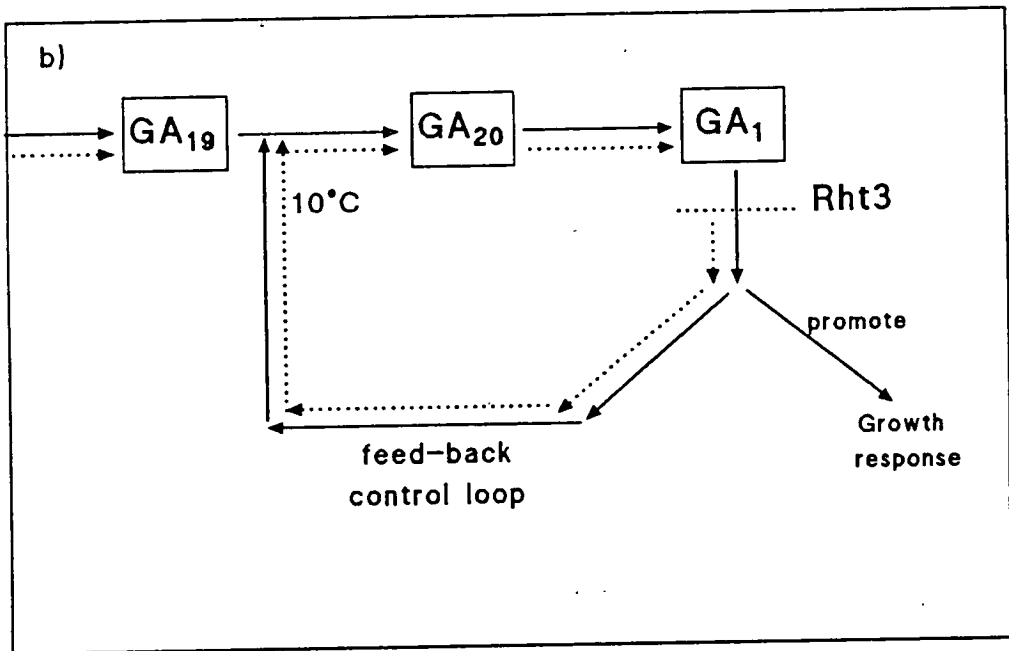 b)
GA₁₉
GA₂₀
GA₁
10°C
Rht3
promote
Growth
response
feed-back
control loop